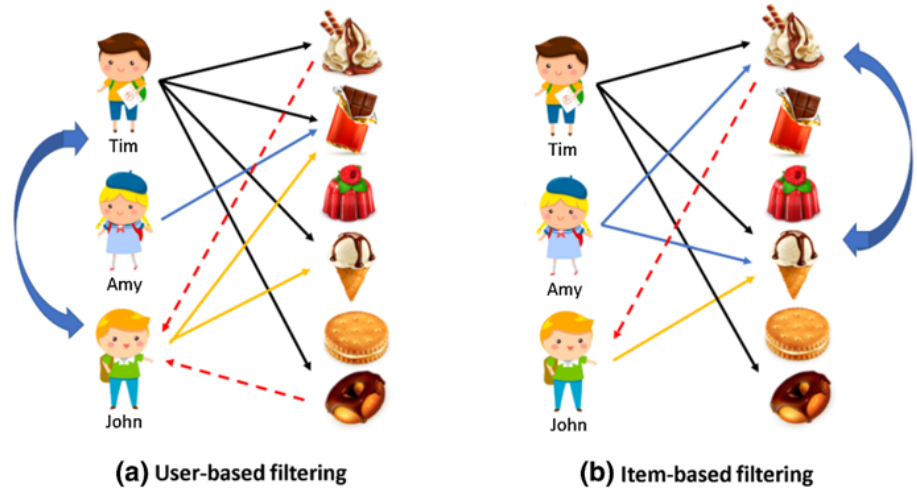 Tim
Amy
John
(a) User-based filtering
Tim
Amy
John
(b) Item-based filtering